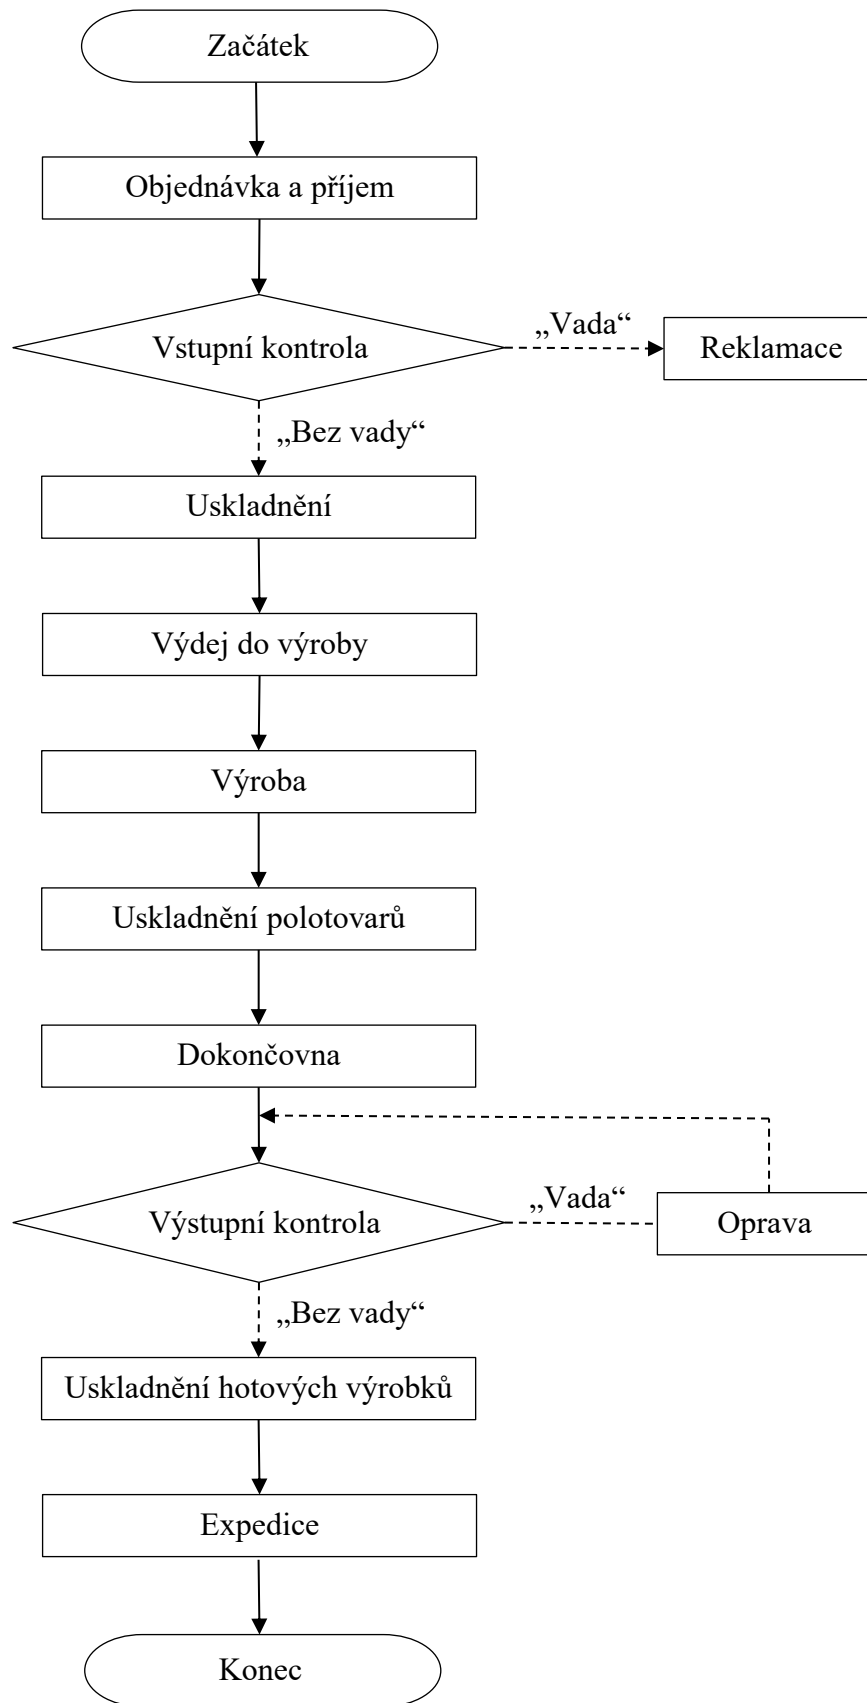 Začátek
Objednávka a příjem
Vstupní kontrola
„Vada“
Reklamace
„Bez vady“
Uskladnění
Výdej do výroby
Výroba
Uskladnění polotovarů
Dokončovna
Výstupní kontrola
„Vada“
Oprava
„Bez vady“
Uskladnění hotových výrobků
Expedice
Konec